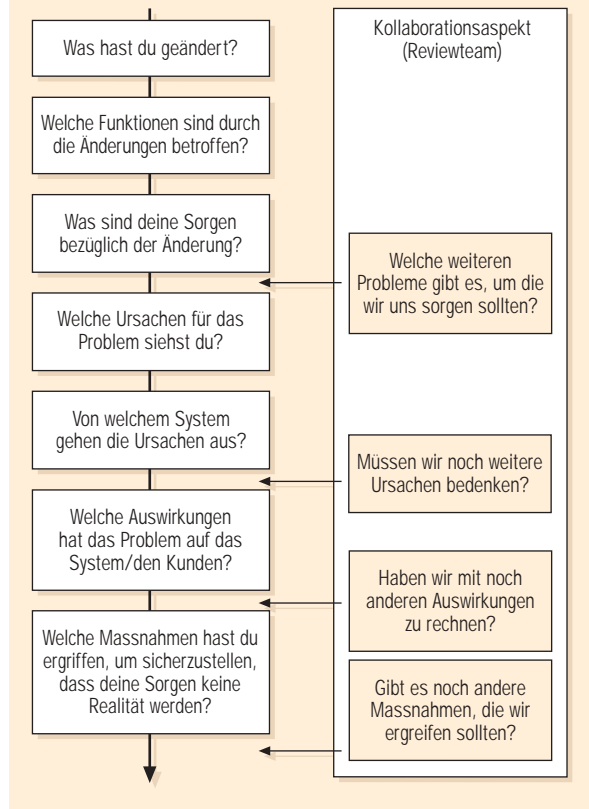 Was hast du geändert?
Welche Funktionen sind durch
die Änderungen betroffen?
Was sind deine Sorgen
bezüglich der Änderung?
Welche Ursachen für das
Problem siehst du?
Von welchem System
gehen die Ursachen aus?
Welche Auswirkungen
hat das Problem auf das
System/den Kunden?
Welche Massnahmen hast du
ergriffen, um sicherzustellen,
dass deine Sorgen keine
Realität werden?
Kollaborationsaspekt
(Reviewteam)
Welche weiteren
Probleme gibt es, um die
wir uns sorgen sollten?
Müssen wir noch weitere
Ursachen bedenken?
Haben wir mit noch
anderen Auswirkungen
zu rechnen?
Gibt es noch andere
Massnahmen, die wir
ergreifen sollten?